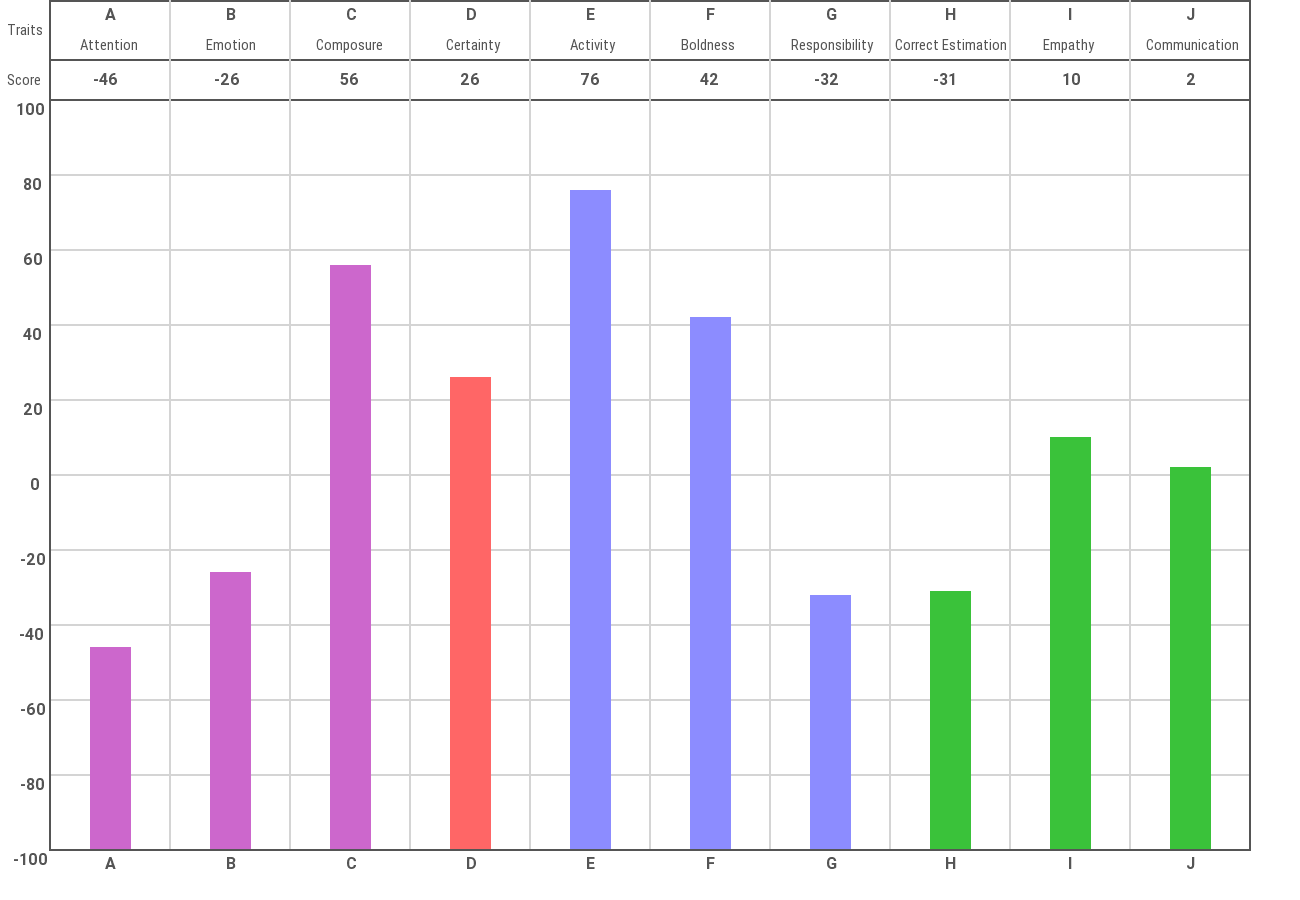 Traits A B C D E F G H I J
Attention Emotion Composure Certainty Activity Boldness Responsibility Correct Estimation Empathy Communication
Score -46 -26 56 26 76 42 -32 -31 10 2
100
80
60
40
20
0
-20
-40
-60
-80
-100
A B C D E F G H I J